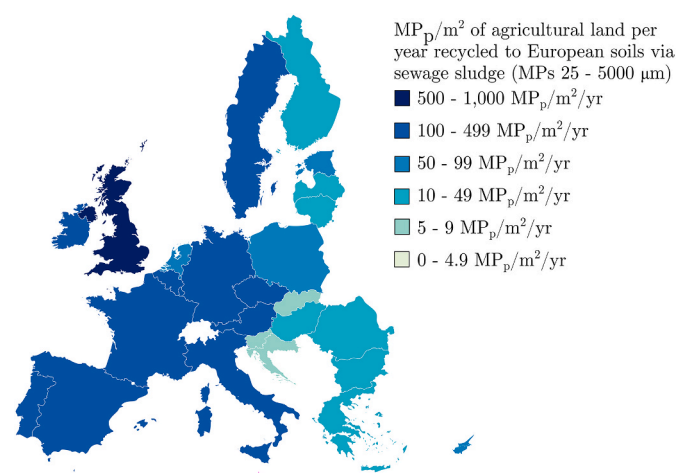 MPp/m² of agricultural land per
year recycled to European soils via
sewage sludge (MPs 25 - 5000 μm)
500 - 1,000 MPp/m²/yr
100 - 499 MPp/m²/yr
50 - 99 MPp/m²/yr
10 - 49 MPp/m²/yr
5 - 9 MPp/m²/yr
0 - 4.9 MPp/m²/yr